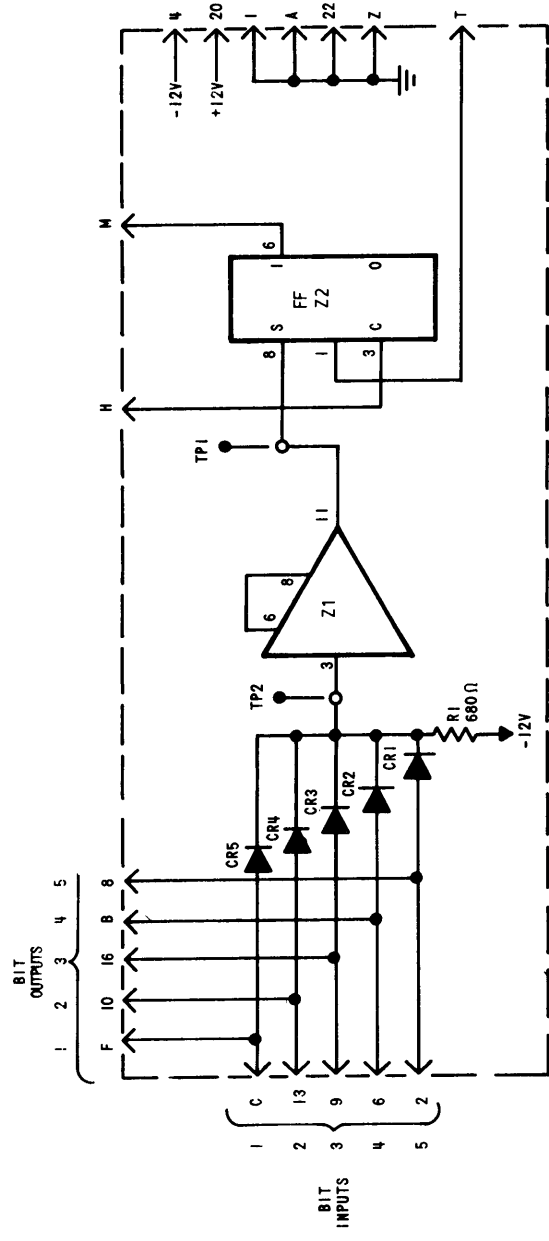 BIT
OUTPUTS
1 2 3 4 5
F 10 16 B 8
H M
BIT
INPUTS
1 C
2 13
3 9
4 6
5 2
CR5
CR4
CR3
CR2
CR1
R1
680 Ω
-12V
TP2
3
Z1
6
8
11
TP1
8 S
1
3 C
FF
Z2
1 6
0
-12V 4
+12V 20
1
A
22
Z
T